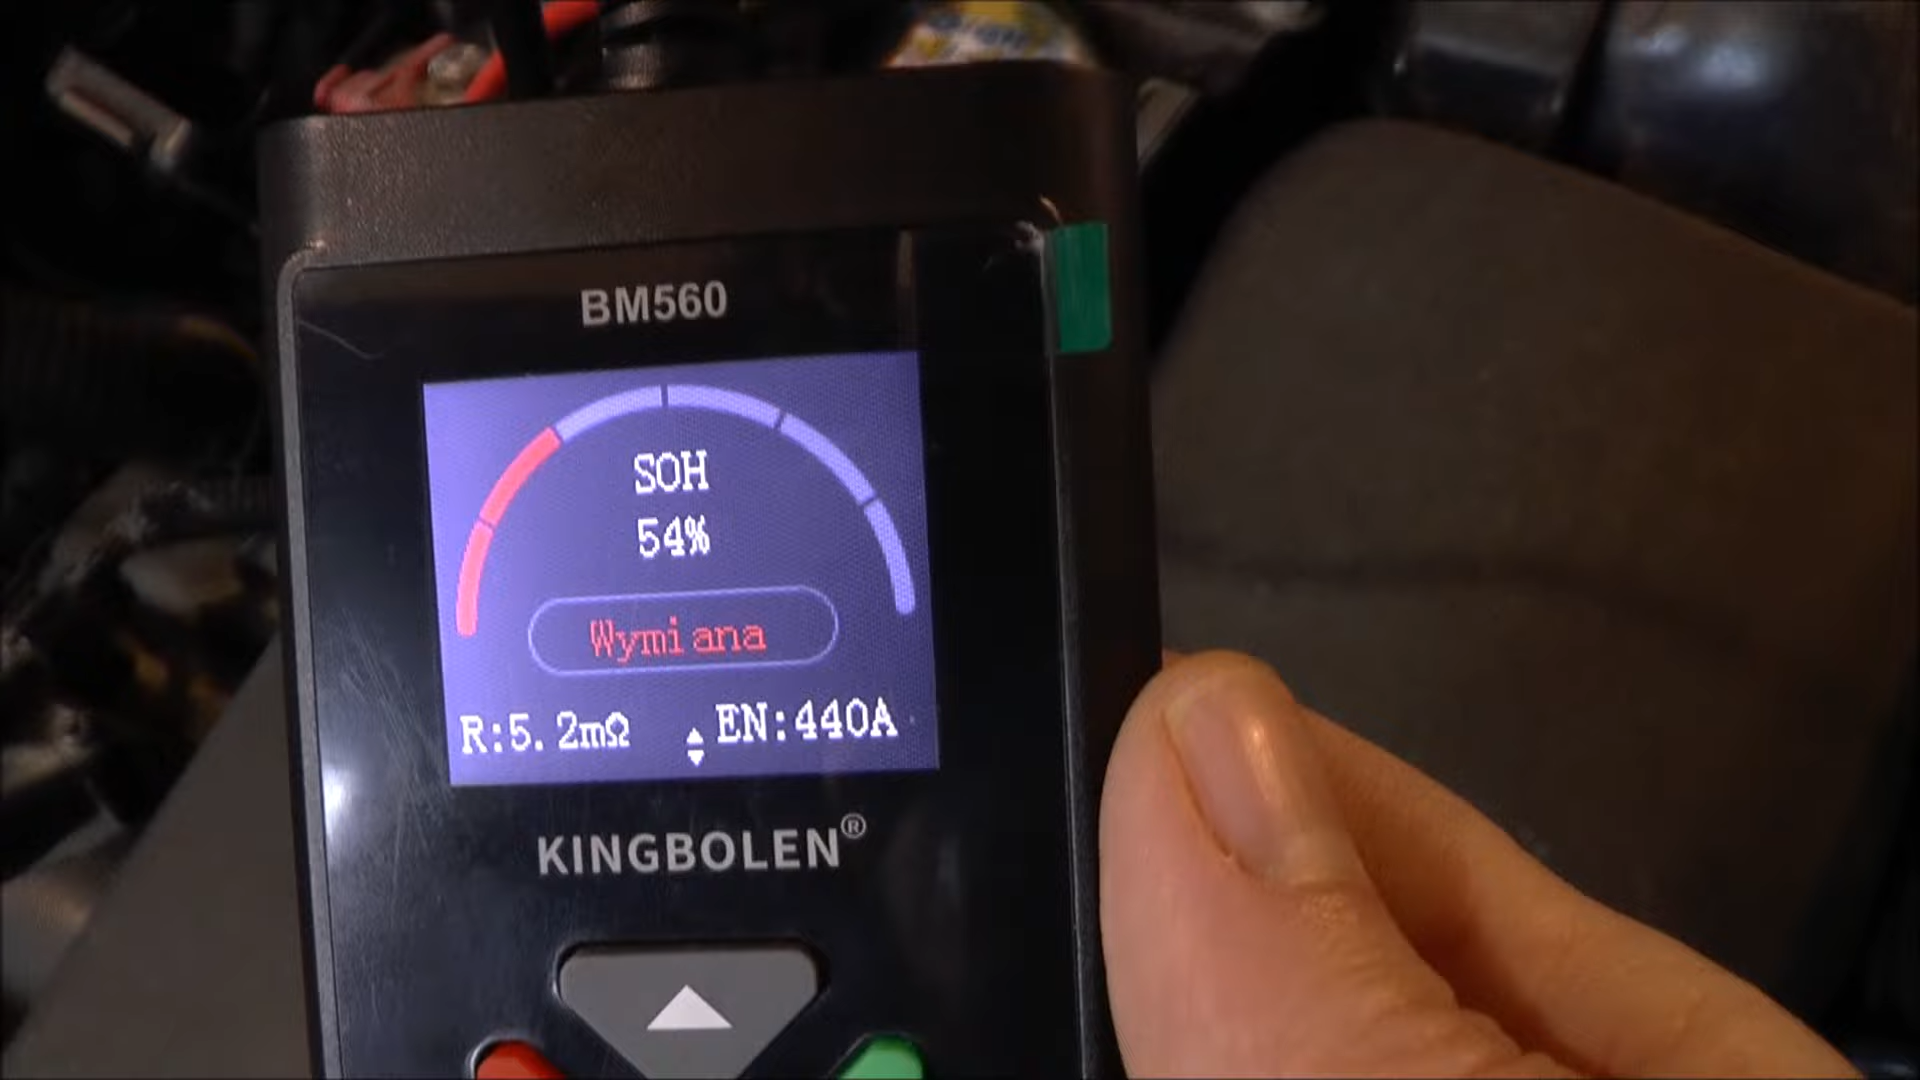 BM560
SOH
54%
Wymiana
R:5.2mΩ EN:440A
KINGBOLEN®